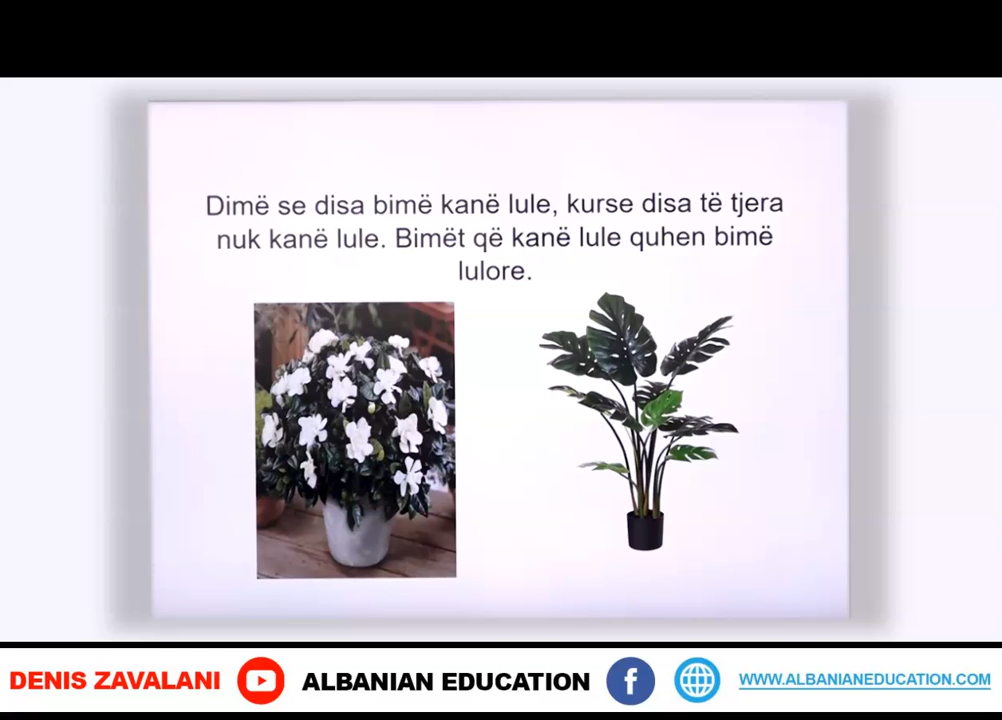 Dimë se disa bimë kanë lule, kurse disa të tjera
nuk kanë lule. Bimët që kanë lule quhen bimë
lulore.
DENIS ZAVALANI ALBANIAN EDUCATION WWW.ALBANIANEDUCATION.COM